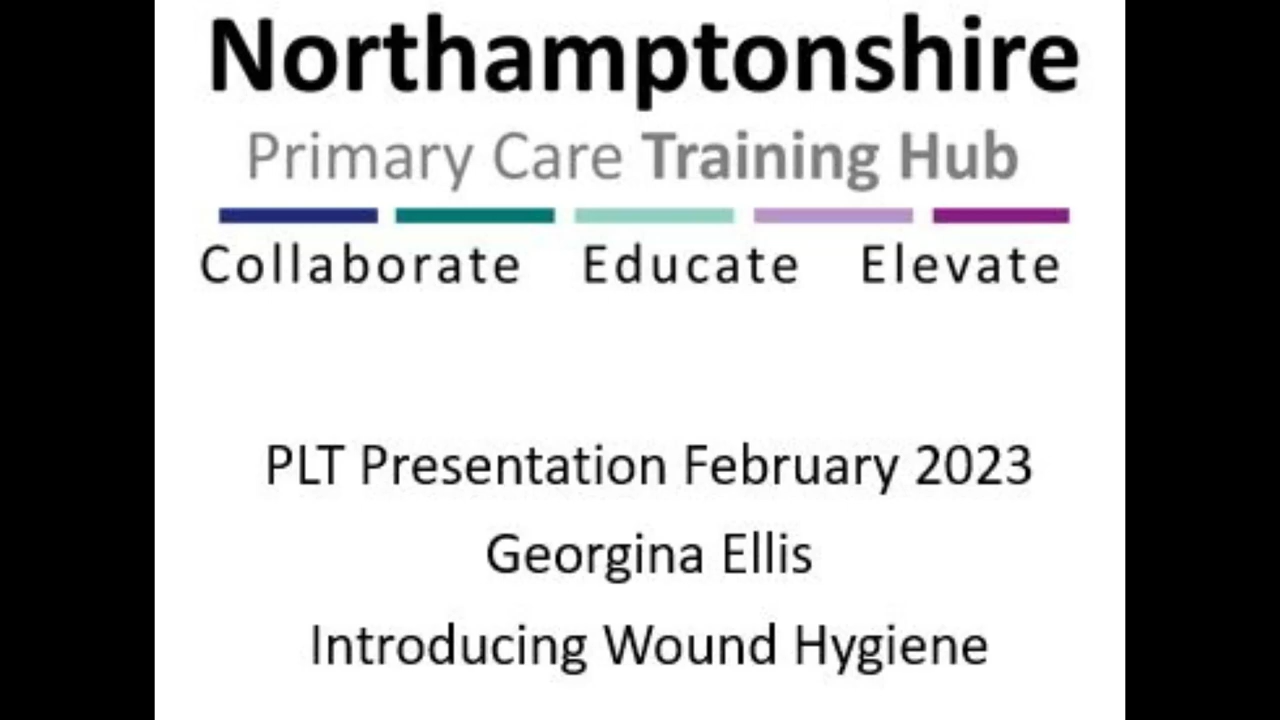 Northamptonshire
Primary Care Training Hub
Collaborate Educate Elevate
PLT Presentation February 2023
Georgina Ellis
Introducing Wound Hygiene